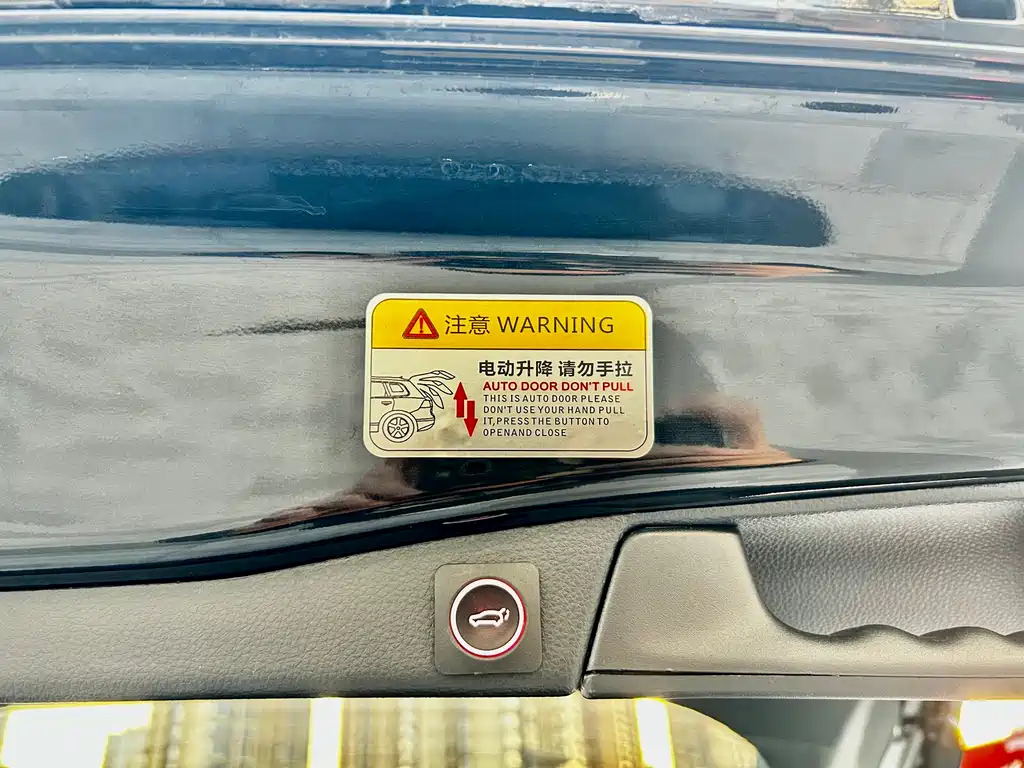 注意 WARNING
电动升降 请勿手拉
AUTO DOOR DON'T PULL
THIS IS AUTO DOOR PLEASE
DON'T USE YOUR HAND PULL
IT,PRESS THE BUTTON TO
OPENAND CLOSE